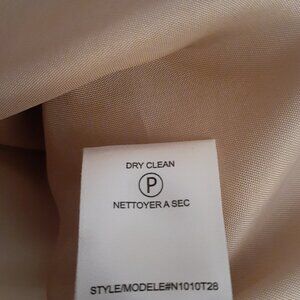 DRY CLEAN
P
NETTOYER A SEC
STYLE/MODELE#N1010T28